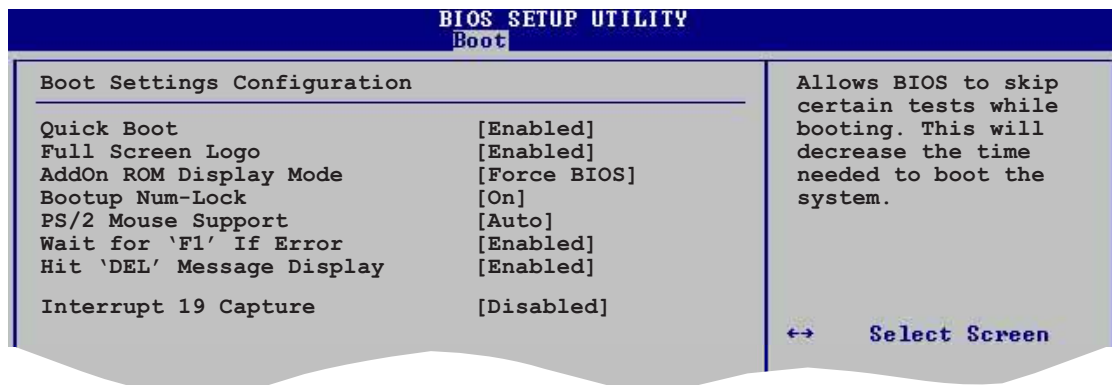 BIOS SETUP UTILITY
Boot
Boot Settings Configuration
Quick Boot [Enabled]
Full Screen Logo [Enabled]
AddOn ROM Display Mode [Force BIOS]
Bootup Num-Lock [On]
PS/2 Mouse Support [Auto]
Wait for ‘F1’ If Error [Enabled]
Hit ‘DEL’ Message Display [Enabled]
Interrupt 19 Capture [Disabled]
Allows BIOS to skip
certain tests while
booting. This will
decrease the time
needed to boot the
system.
↔ Select Screen